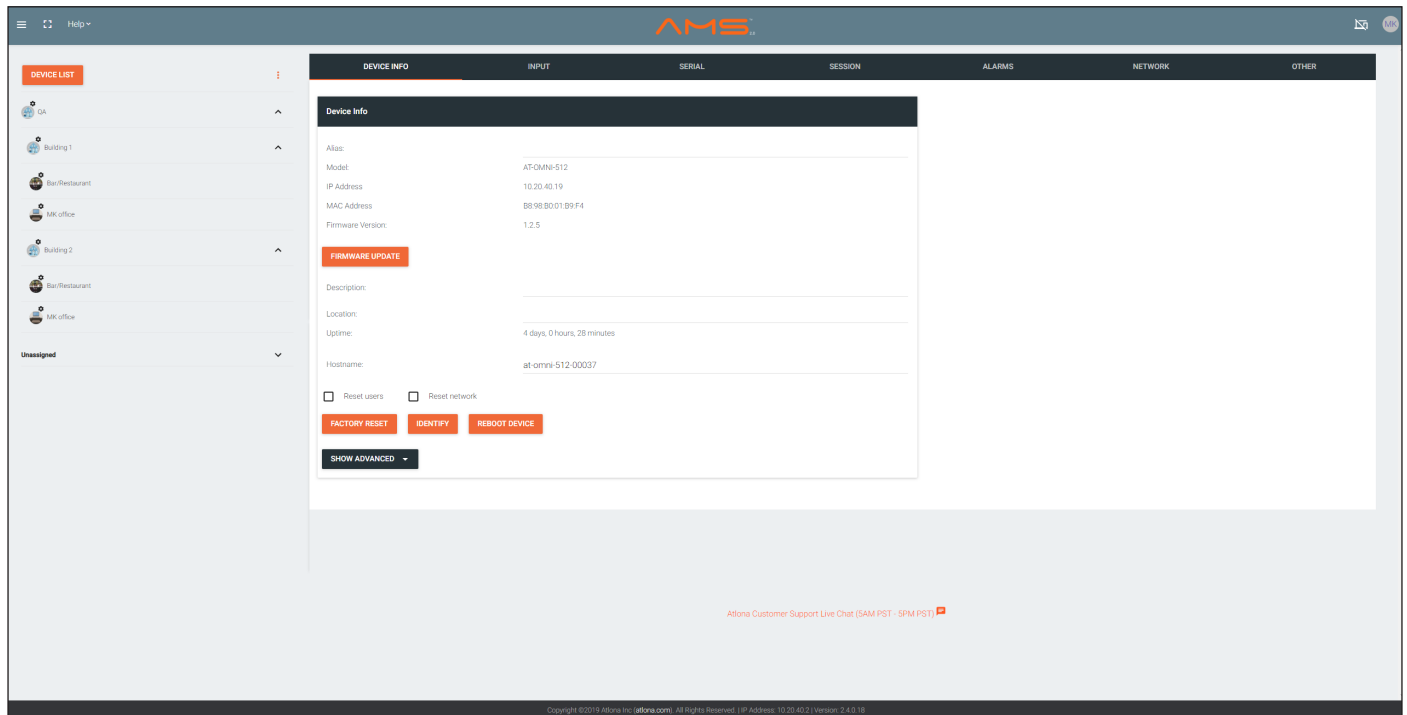 Help
AMS
MK
DEVICE LIST
QA
Building 1
Bar/Restaurant
MK office
Building 2
Bar/Restaurant
MK office
Unassigned
DEVICE INFO INPUT SERIAL SESSION ALARMS NETWORK OTHER
Device Info
Alias:
Model: AT-OMNI-512
IP Address 10.20.40.19
MAC Address B8:98:B0:01:B9:F4
Firmware Version: 1.2.5
FIRMWARE UPDATE
Description:
Location:
Uptime: 4 days, 0 hours, 28 minutes
Hostname: at-omni-512-00037
Reset users Reset network
FACTORY RESET IDENTIFY REBOOT DEVICE
SHOW ADVANCED
Atlona Customer Support Live Chat (5AM PST - 5PM PST)
Copyright ©2019 Atlona Inc (atlona.com). All Rights Reserved. | IP Address: 10.20.40.2 | Version: 2.4.0.18